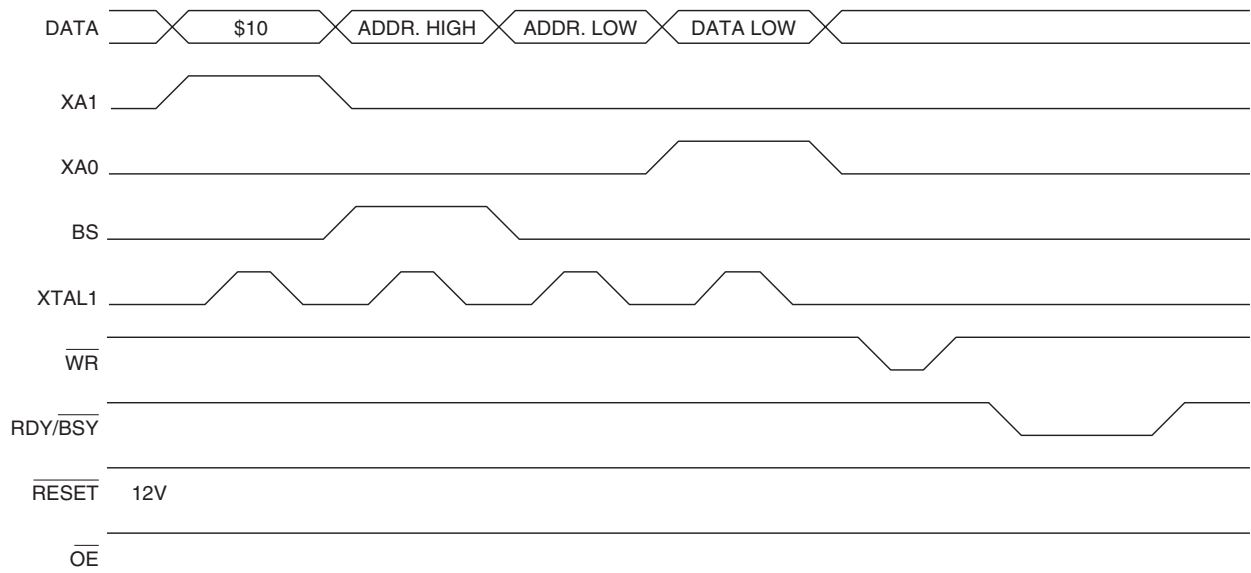 DATA $10 ADDR. HIGH ADDR. LOW DATA LOW
XA1
XA0
BS
XTAL1
WR
RDY/BSY
RESET 12V
OE